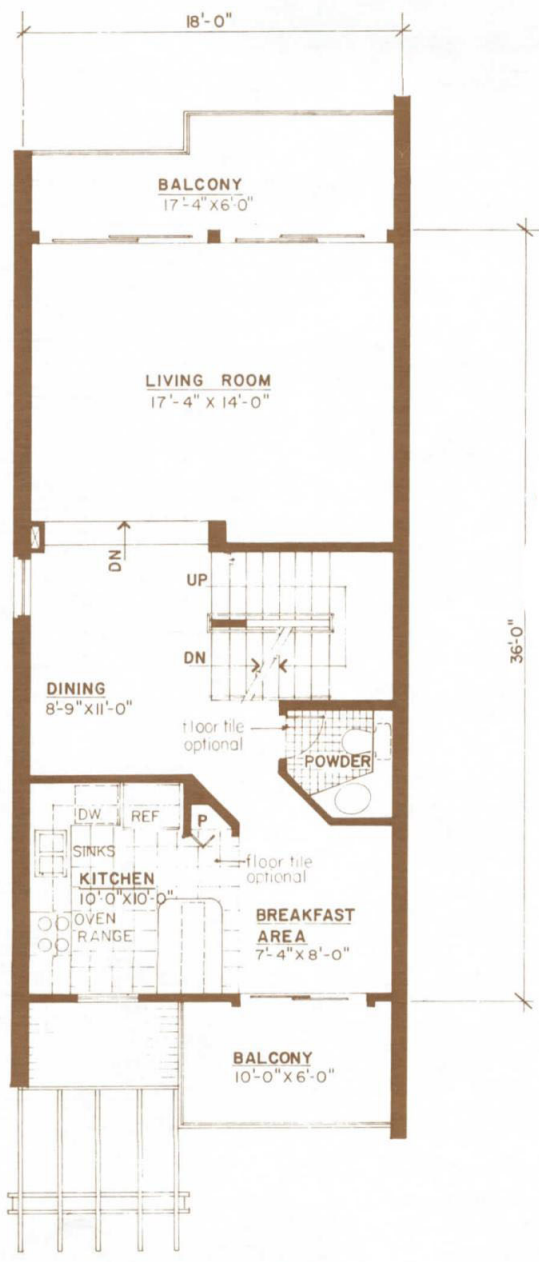 18'-0"
BALCONY
17'-4"X6'-0"
LIVING ROOM
17'-4" X 14'-0"
DN
UP
DN
36'-0"
DINING
8'-9"X11'-0"
floor tile
optional
POWDER
DW
REF
P
SINKS
KITCHEN
10'-0"X10'-0"
floor tile
optional
OVEN
RANGE
BREAKFAST
AREA
7'-4"X8'-0"
BALCONY
10'-0"X6'-0"